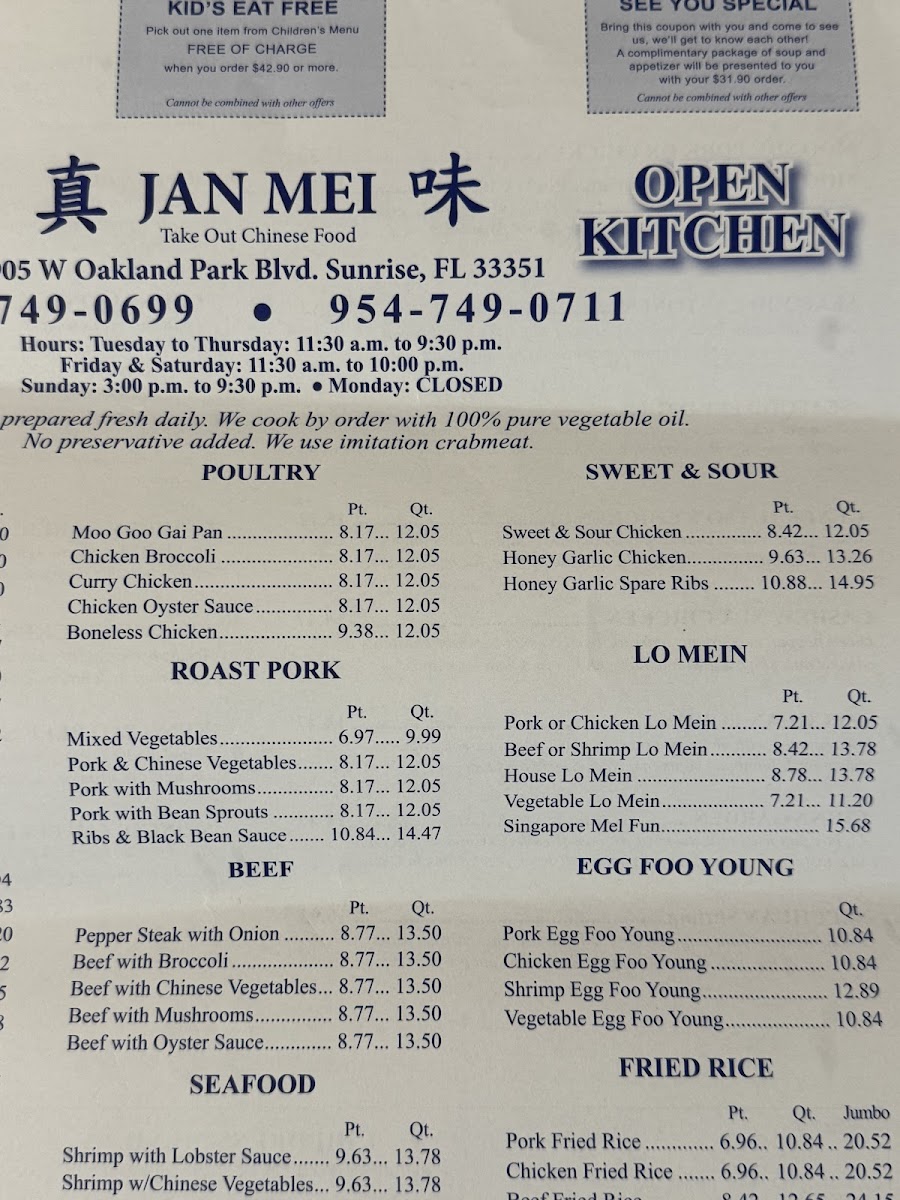 KID'S EAT FREE
Pick out one item from Children's Menu
FREE OF CHARGE
when you order $42.90 or more.
Cannot be combined with other offers
SEE YOU SPECIAL
Bring this coupon with you and come to see
us, we'll get to know each other!
A complimentary package of soup and
appetizer will be presented to you
with your $31.90 order.
Cannot be combined with other offers
真 JAN MEI 味
Take Out Chinese Food
OPEN
KITCHEN
05 W Oakland Park Blvd. Sunrise, FL 33351
749-0699 • 954-749-0711
Hours: Tuesday to Thursday: 11:30 a.m. to 9:30 p.m.
Friday & Saturday: 11:30 a.m. to 10:00 p.m.
Sunday: 3:00 p.m. to 9:30 p.m. • Monday: CLOSED
prepared fresh daily. We cook by order with 100% pure vegetable oil.
No preservative added. We use imitation crabmeat.
POULTRY
Pt. Qt.
Moo Goo Gai Pan .................... 8.17... 12.05
Chicken Broccoli ..................... 8.17... 12.05
Curry Chicken.......................... 8.17... 12.05
Chicken Oyster Sauce.............. 8.17... 12.05
Boneless Chicken..................... 9.38... 12.05
ROAST PORK
Pt. Qt.
Mixed Vegetables..................... 6.97..... 9.99
Pork & Chinese Vegetables....... 8.17... 12.05
Pork with Mushrooms.............. 8.17... 12.05
Pork with Bean Sprouts ............ 8.17... 12.05
Ribs & Black Bean Sauce....... 10.84... 14.47
BEEF
Pt. Qt.
Pepper Steak with Onion .......... 8.77... 13.50
Beef with Broccoli ................... 8.77... 13.50
Beef with Chinese Vegetables... 8.77... 13.50
Beef with Mushrooms.............. 8.77... 13.50
Beef with Oyster Sauce............. 8.77... 13.50
SEAFOOD
Pt. Qt.
Shrimp with Lobster Sauce....... 9.63... 13.78
Shrimp w/Chinese Vegetables... 9.63... 13.78
SWEET & SOUR
Pt. Qt.
Sweet & Sour Chicken .............. 8.42... 12.05
Honey Garlic Chicken.............. 9.63... 13.26
Honey Garlic Spare Ribs ........ 10.88... 14.95
LO MEIN
Pt. Qt.
Pork or Chicken Lo Mein ......... 7.21... 12.05
Beef or Shrimp Lo Mein........... 8.42... 13.78
House Lo Mein ....................... 8.78... 13.78
Vegetable Lo Mein.................... 7.21... 11.20
Singapore Mel Fun............................... 15.68
EGG FOO YOUNG
Qt.
Pork Egg Foo Young............................ 10.84
Chicken Egg Foo Young ...................... 10.84
Shrimp Egg Foo Young........................ 12.89
Vegetable Egg Foo Young.................... 10.84
FRIED RICE
Pt. Qt. Jumbo
Pork Fried Rice ............ 6.96.. 10.84 .. 20.52
Chicken Fried Rice ....... 6.96.. 10.84 .. 20.52